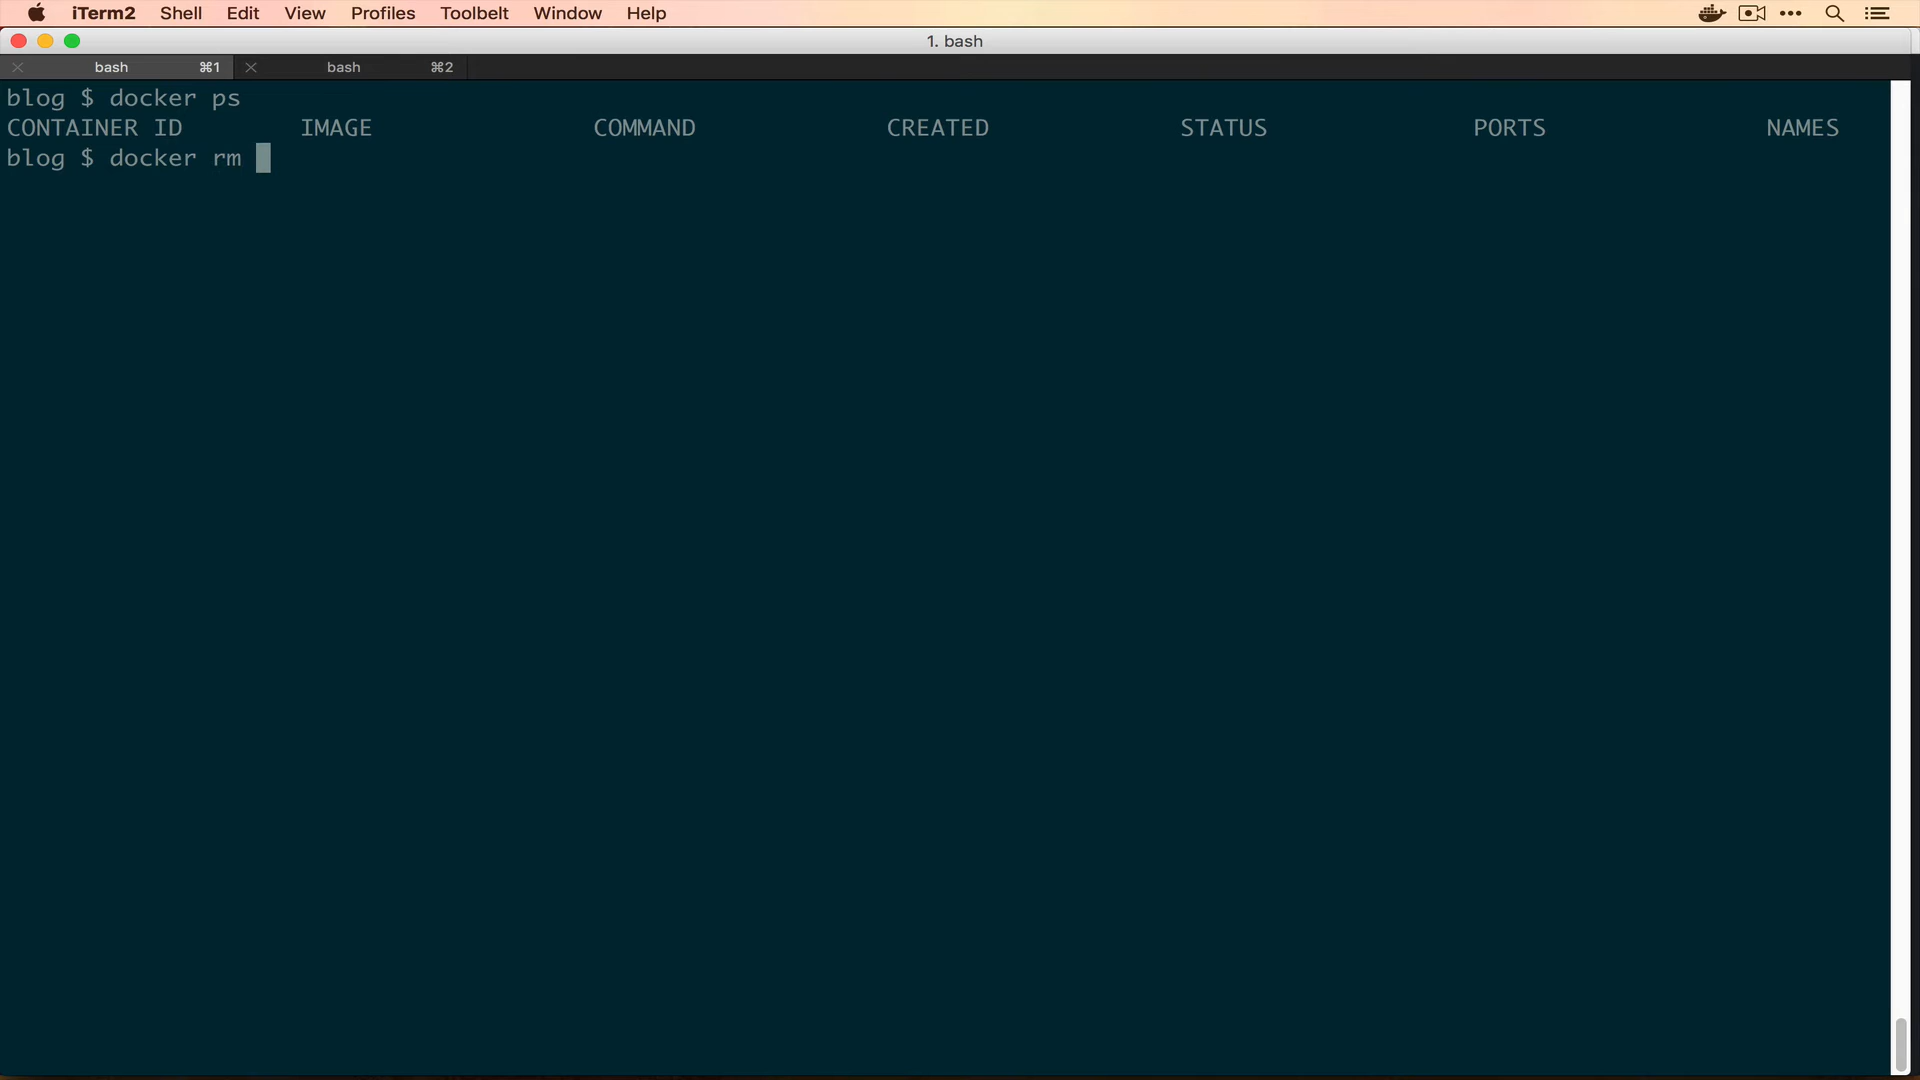 iTerm2 Shell Edit View Profiles Toolbelt Window Help
1. bash
bash ⌘1 bash ⌘2
blog $ docker ps
CONTAINER ID IMAGE COMMAND CREATED STATUS PORTS NAMES
blog $ docker rm